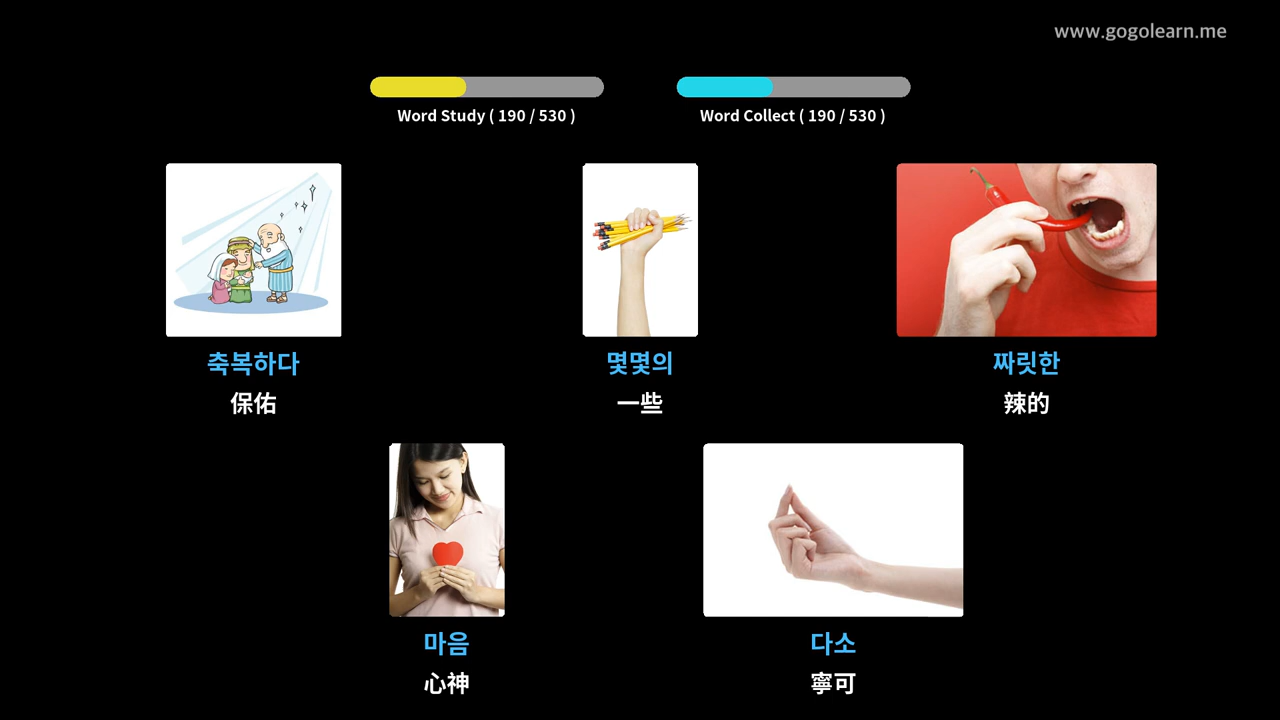 www.gogolearn.me
Word Study ( 190 / 530 )
Word Collect ( 190 / 530 )
축복하다
保佑
몇몇의
一些
짜릿한
辣的
마음
心神
다소
寧可